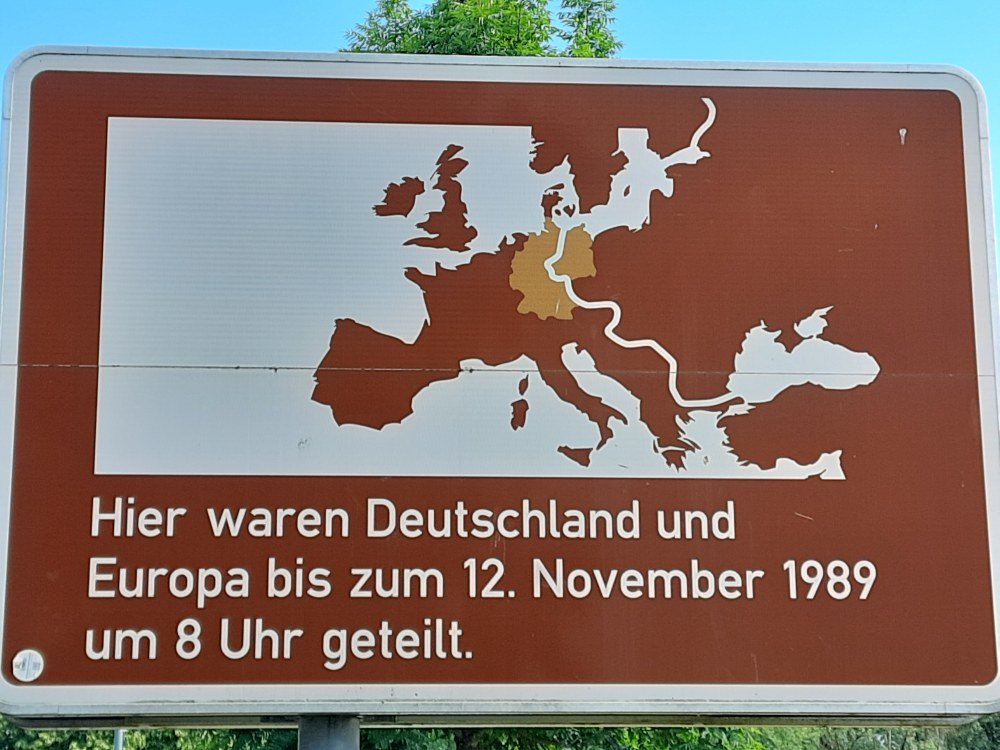 Hier waren Deutschland und
Europa bis zum 12. November 1989
um 8 Uhr geteilt.